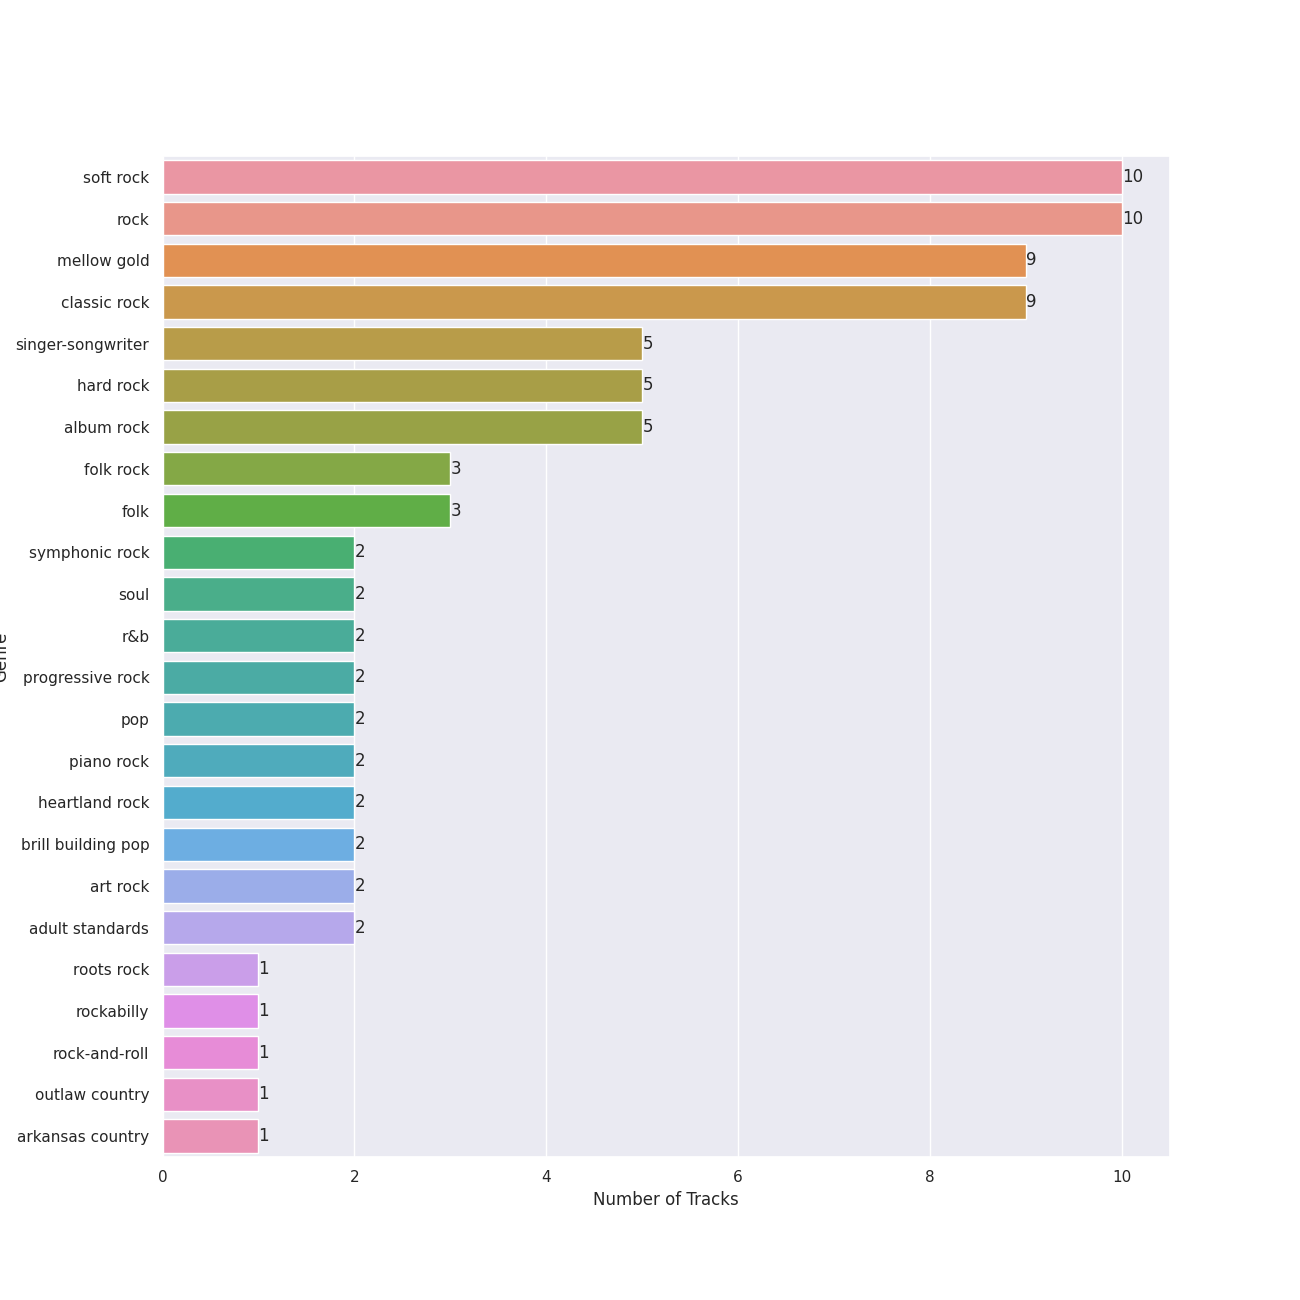 soft rock 10
rock 10
mellow gold 9
classic rock 9
singer-songwriter 5
hard rock 5
album rock 5
folk rock 3
folk 3
symphonic rock 2
soul 2
r&b 2
progressive rock 2
pop 2
piano rock 2
heartland rock 2
brill building pop 2
art rock 2
adult standards 2
roots rock 1
rockabilly 1
rock-and-roll 1
outlaw country 1
arkansas country 1
Genre
0 2 4 6 8 10
Number of Tracks